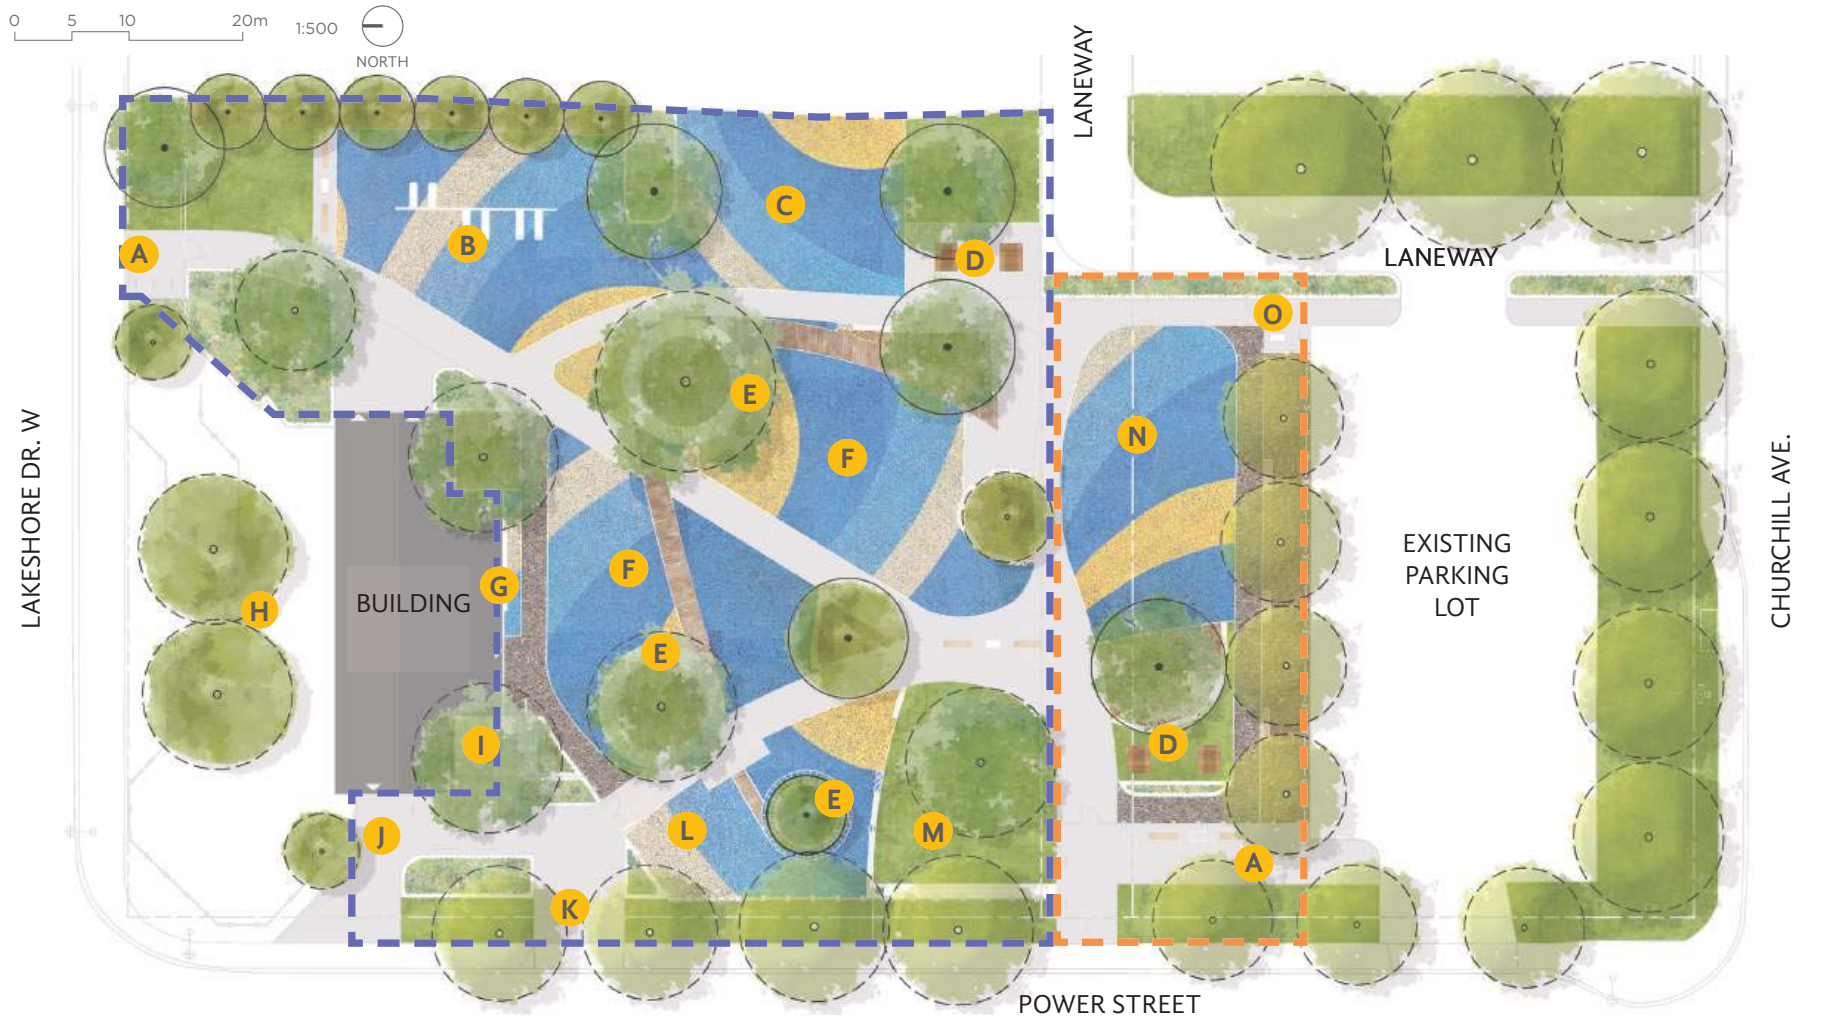 0 5 10 20m
1:500
NORTH
LANEWAY
LANEWAY
LAKESHORE DR. W
CHURCHILL AVE.
POWER STREET
BUILDING
EXISTING
PARKING
LOT
A
B
C
D
E
F
F
G
H
I
J
E
E
K
L
M
N
O
D
A